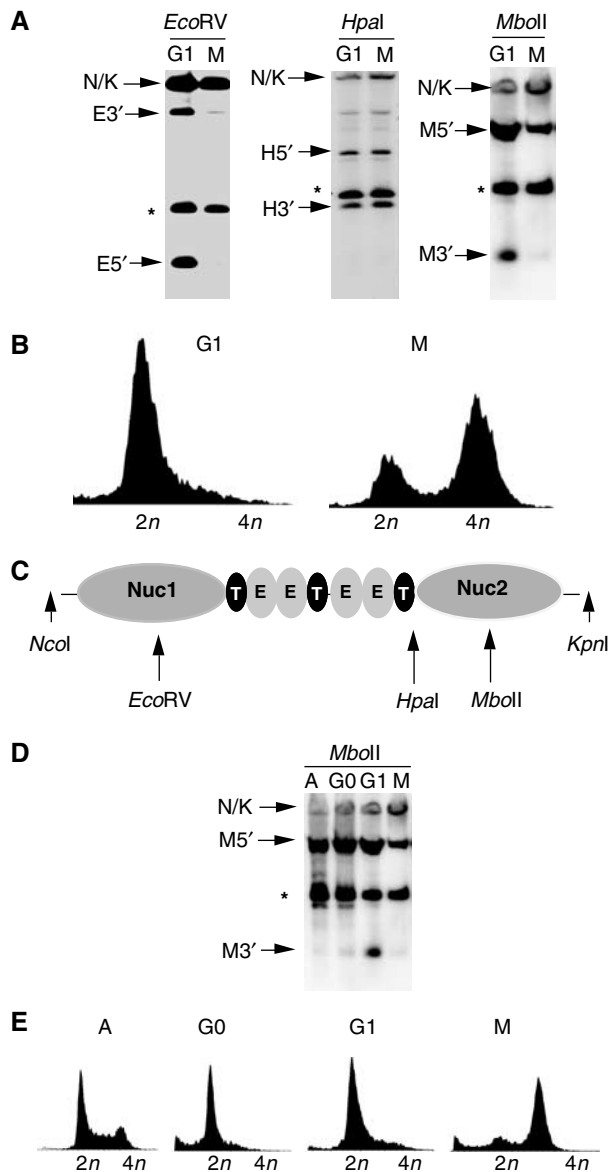 A
EcoRV
HpaI
MboII
G1 M
G1 M
G1 M
N/K
N/K
N/K
E3′
M5′
H5′
*
*
*
H3′
E5′
M3′
B
G1
M
2n
4n
2n
4n
C
Nuc1
T
E
E
T
E
E
T
Nuc2
NcoI
EcoRV
HpaI
MboII
KpnI
D
MboII
A G0 G1 M
N/K
M5′
*
M3′
E
A
G0
G1
M
2n 4n
2n 4n
2n 4n
2n 4n